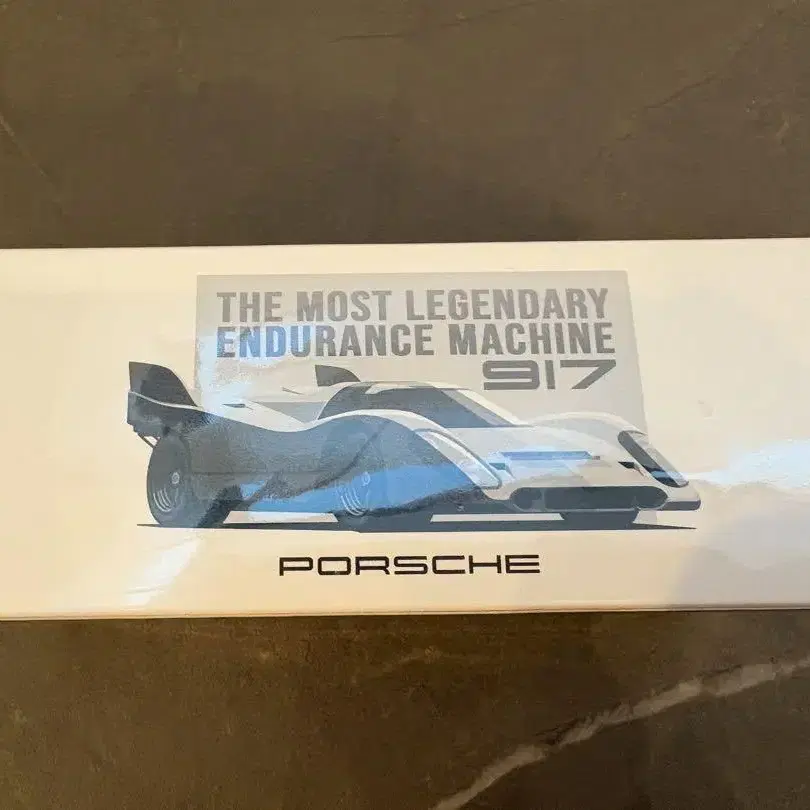 THE MOST LEGENDARY
ENDURANCE MACHINE
917
PORSCHE